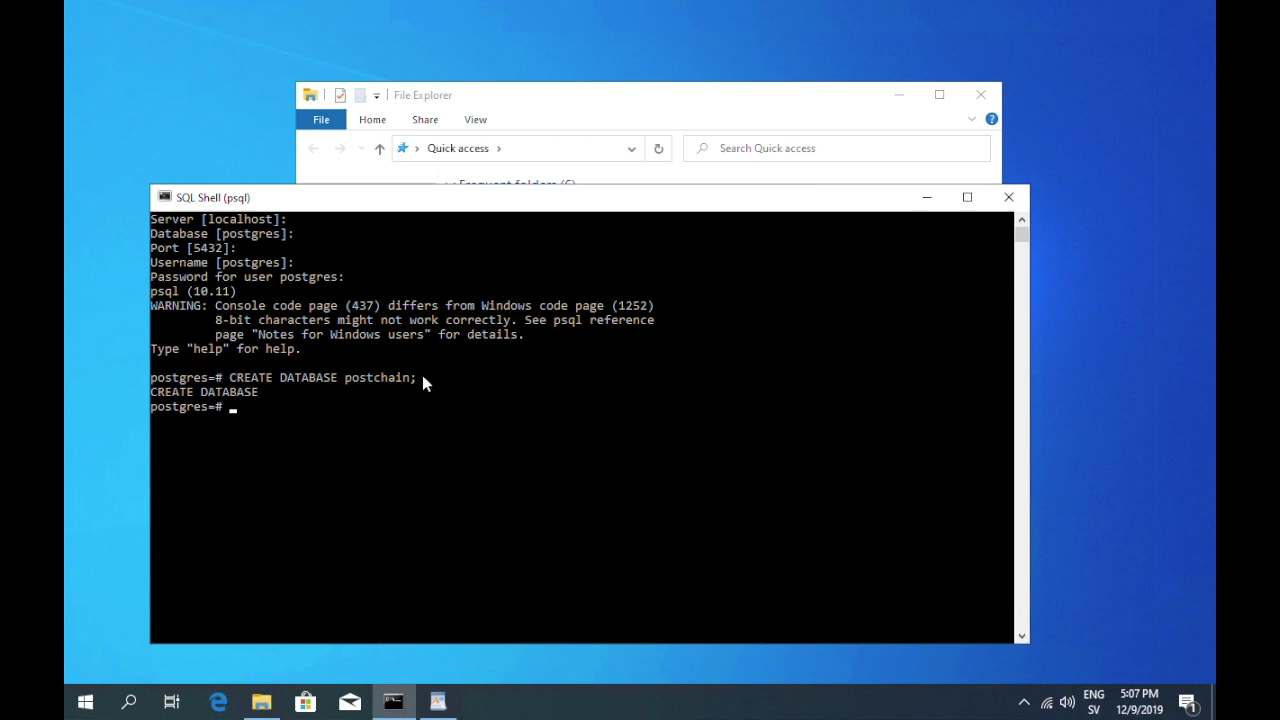 File Explorer
File Home Share View
Quick access
Search Quick access
Frequent folders (6)
SQL Shell (psql)
Server [localhost]:
Database [postgres]:
Port [5432]:
Username [postgres]:
Password for user postgres:
psql (10.11)
WARNING: Console code page (437) differs from Windows code page (1252)
8-bit characters might not work correctly. See psql reference
page "Notes for Windows users" for details.
Type "help" for help.
postgres=# CREATE DATABASE postchain;
CREATE DATABASE
postgres=#
ENG 5:07 PM
SV 12/9/2019
1